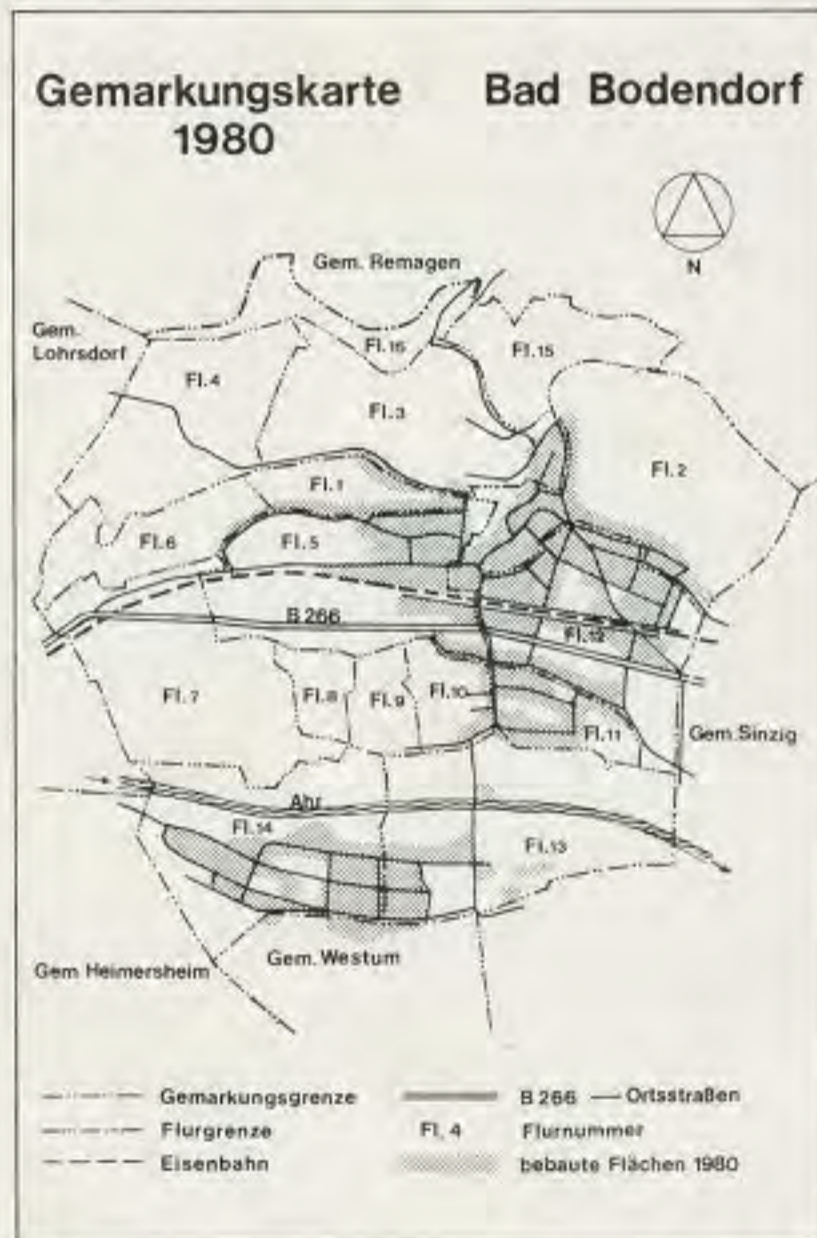 Gemarkungskarte Bad Bodendorf
1980
N
Gem. Remagen
Gem.
Lohrsdorf
Fl.16
Fl.15
Fl.4
Fl.3
Fl.2
Fl.1
Fl.6
Fl.5
B 266
Fl.12
Fl.7
Fl.8
Fl.9
Fl.10
Fl.11
Gem.Sinzig
Ahr
Fl.14
Fl.13
Gem. Westum
Gem Heimersheim
Gemarkungsgrenze
B 266
Ortsstraßen
Flurgrenze
Fl. 4
Flurnummer
Eisenbahn
bebaute Flächen 1980